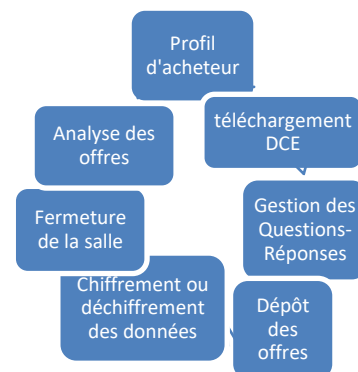 Profil
d'acheteur
téléchargement
DCE
Gestion des
Questions-
Réponses
Dépôt
des
offres
Chiffrement ou
déchiffrement
des données
Fermeture
de la salle
Analyse des
offres